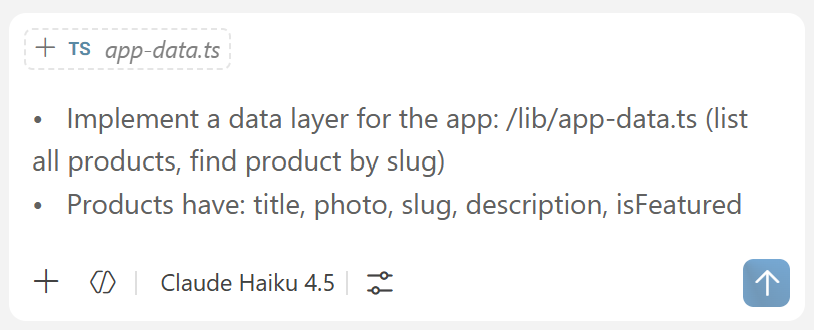 TS app-data.ts
• Implement a data layer for the app: /lib/app-data.ts (list
all products, find product by slug)
• Products have: title, photo, slug, description, isFeatured
Claude Haiku 4.5